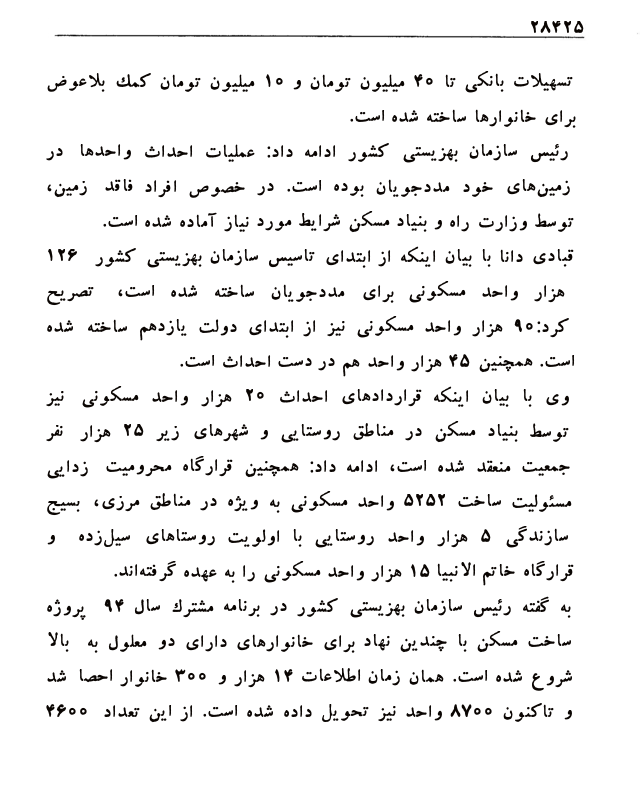 ۲۸۴۲۵
تسهیلات بانکی تا ۴۰ میلیون تومان و ۱۰ میلیون تومان کمك بلاعوض
برای خانوارها ساخته شده است.
رئیس سازمان بهزیستی کشور ادامه داد: عملیات احداث واحدها در
زمین‌های خود مددجویان بوده است. در خصوص افراد فاقد زمین،
توسط وزارت راه و بنیاد مسکن شرایط مورد نیاز آماده شده است.
قبادی دانا با بیان اینکه از ابتدای تاسیس سازمان بهزیستی کشور ۱۲۶
هزار واحد مسکونی برای مددجویان ساخته شده است، تصریح
کرد:۹۰ هزار واحد مسکونی نیز از ابتدای دولت یازدهم ساخته شده
است. همچنین ۴۵ هزار واحد هم در دست احداث است.
وی با بیان اینکه قراردادهای احداث ۲۰ هزار واحد مسکونی نیز
توسط بنیاد مسکن در مناطق روستایی و شهرهای زیر ۲۵ هزار نفر
جمعیت منعقد شده است، ادامه داد: همچنین قرارگاه محرومیت زدایی
مسئولیت ساخت ۵۲۵۲ واحد مسکونی به ویژه در مناطق مرزی، بسیج
سازندگی ۵ هزار واحد روستایی با اولویت روستاهای سیل‌زده و
قرارگاه خاتم الانبیا ۱۵ هزار واحد مسکونی را به عهده گرفته‌اند.
به گفته رئیس سازمان بهزیستی کشور در برنامه مشترك سال ۹۴ پروژه
ساخت مسکن با چندین نهاد برای خانوارهای دارای دو معلول به بالا
شروع شده است. همان زمان اطلاعات ۱۴ هزار و ۳۰۰ خانوار احصا شد
و تاکنون ۸۷۰۰ واحد نیز تحویل داده شده است. از این تعداد ۴۶۰۰